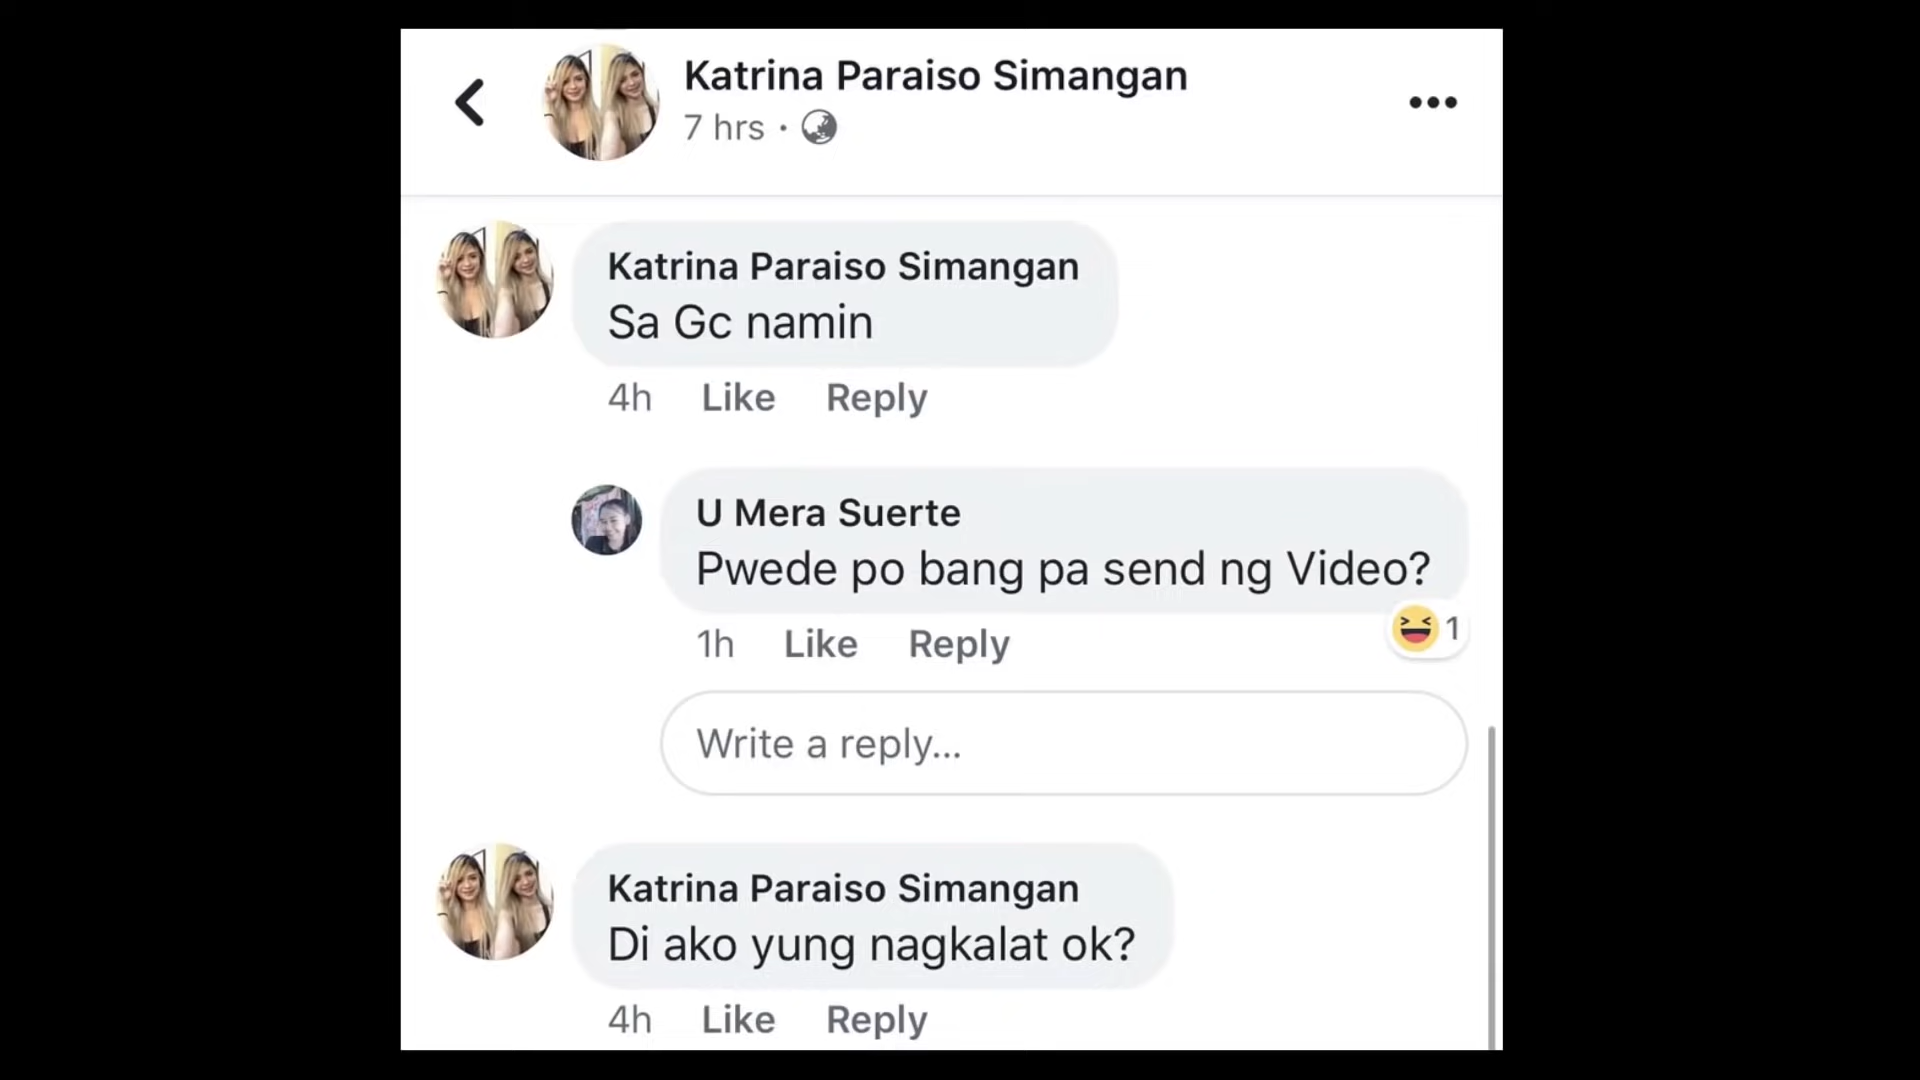 Katrina Paraiso Simangan
7 hrs ·
Katrina Paraiso Simangan
Sa Gc namin
4h Like Reply
U Mera Suerte
Pwede po bang pa send ng Video?
1h Like Reply 1
Write a reply...
Katrina Paraiso Simangan
Di ako yung nagkalat ok?
4h Like Reply